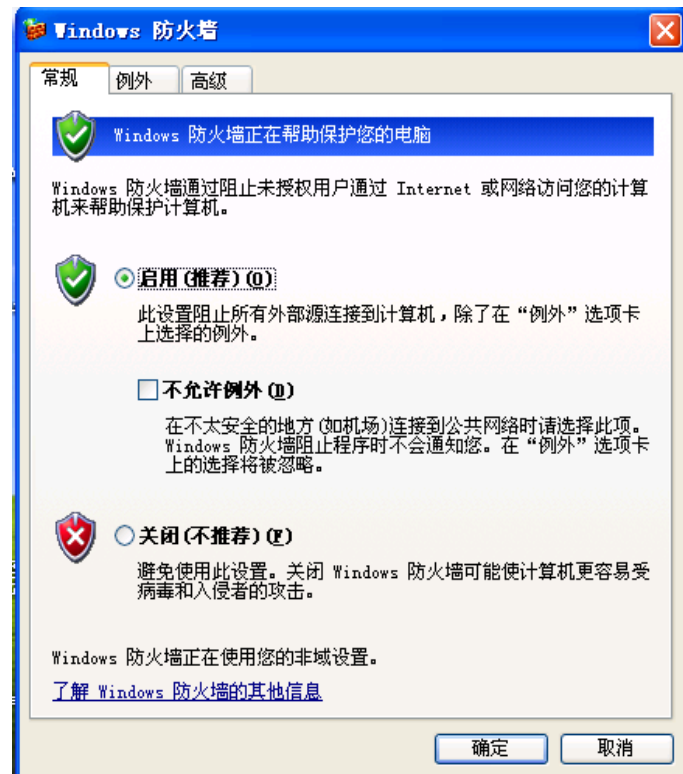 Windows 防火墙
常规
例外
高级
Windows 防火墙正在帮助保护您的电脑
Windows 防火墙通过阻止未授权用户通过 Internet 或网络访问您的计算
机来帮助保护计算机。
启用(推荐)(O)
此设置阻止所有外部源连接到计算机，除了在“例外”选项卡
上选择的例外。
不允许例外(D)
在不太安全的地方(如机场)连接到公共网络时请选择此项。
Windows 防火墙阻止程序时不会通知您。在“例外”选项卡
上的选择将被忽略。
关闭(不推荐)(F)
避免使用此设置。关闭 Windows 防火墙可能使计算机更容易受
病毒和入侵者的攻击。
Windows 防火墙正在使用您的非域设置。
了解 Windows 防火墙的其他信息
确定
取消